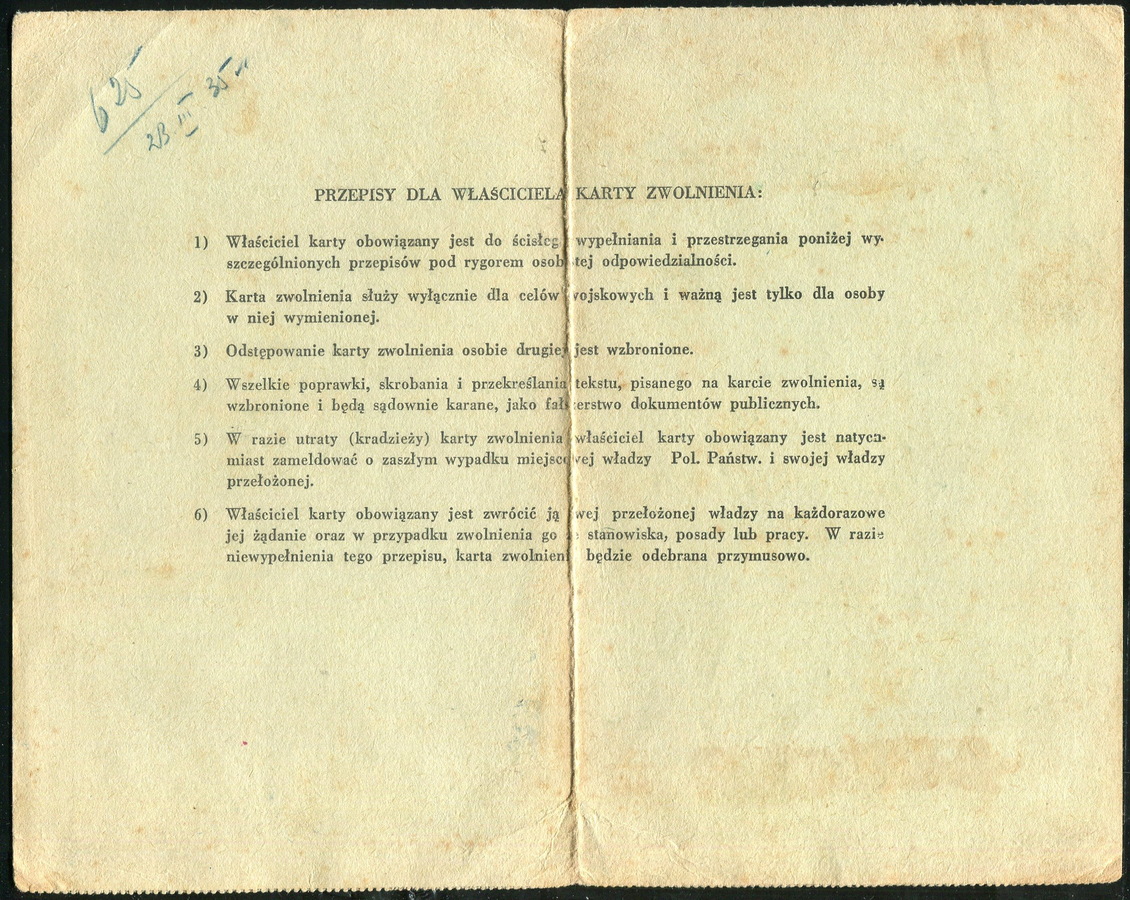 625
23 III 35
PRZEPISY DLA WŁAŚCICIELA KARTY ZWOLNIENIA:
1) Właściciel karty obowiązany jest do ścisłeg wypełniania i przestrzegania poniżej wy-
szczególnionych przepisów pod rygorem osob tej odpowiedzialności.
2) Karta zwolnienia służy wyłącznie dla celów wojskowych i ważną jest tylko dla osoby
w niej wymienionej.
3) Odstępowanie karty zwolnienia osobie drugiej jest wzbronione.
4) Wszelkie poprawki, skrobania i przekreślania tekstu, pisanego na karcie zwolnienia, są
wzbronione i będą sądownie karane, jako fałszerstwo dokumentów publicznych.
5) W razie utraty (kradzieży) karty zwolnienia właściciel karty obowiązany jest natych-
miast zameldować o zaszłym wypadku miejscowej władzy Pol. Państw. i swojej władzy
przełożonej.
6) Właściciel karty obowiązany jest zwrócić ją swej przełożonej władzy na każdorazowe
jej żądanie oraz w przypadku zwolnienia go ze stanowiska, posady lub pracy. W razie
niewypełnienia tego przepisu, karta zwolnieni będzie odebrana przymusowo.